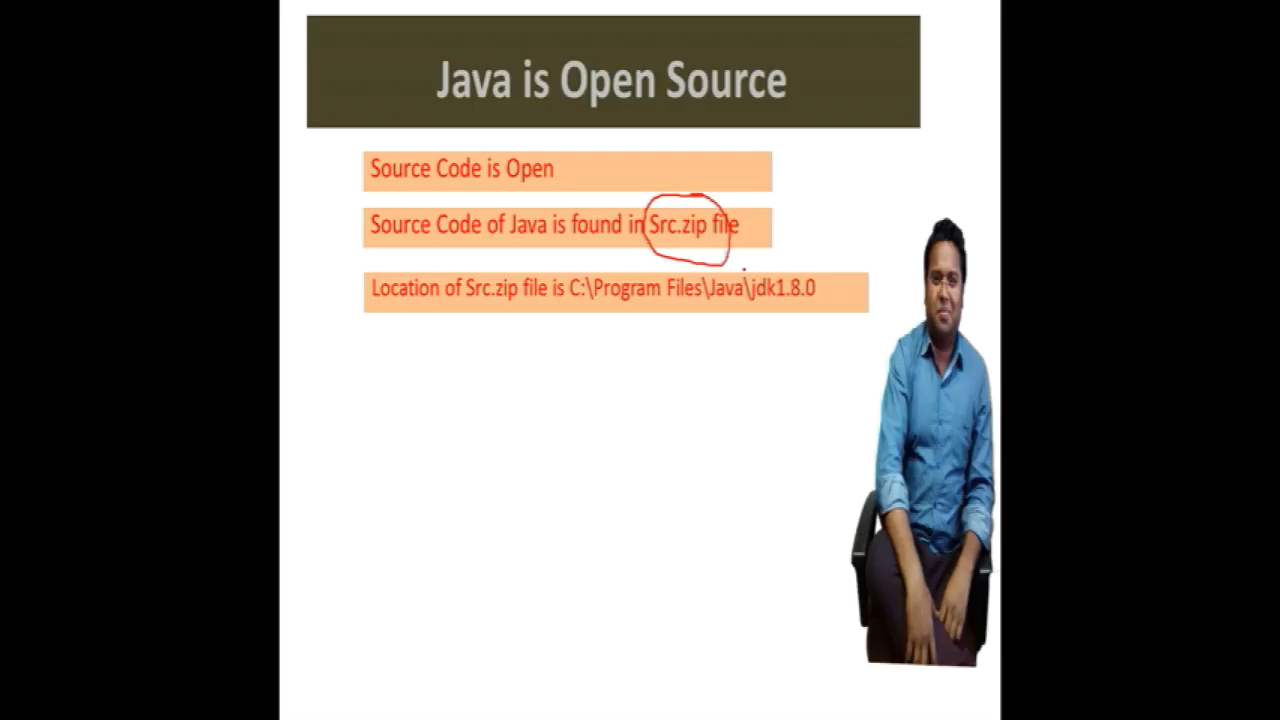 Java is Open Source
Source Code is Open
Source Code of Java is found in Src.zip file
Location of Src.zip file is C:\Program Files\Java\jdk1.8.0